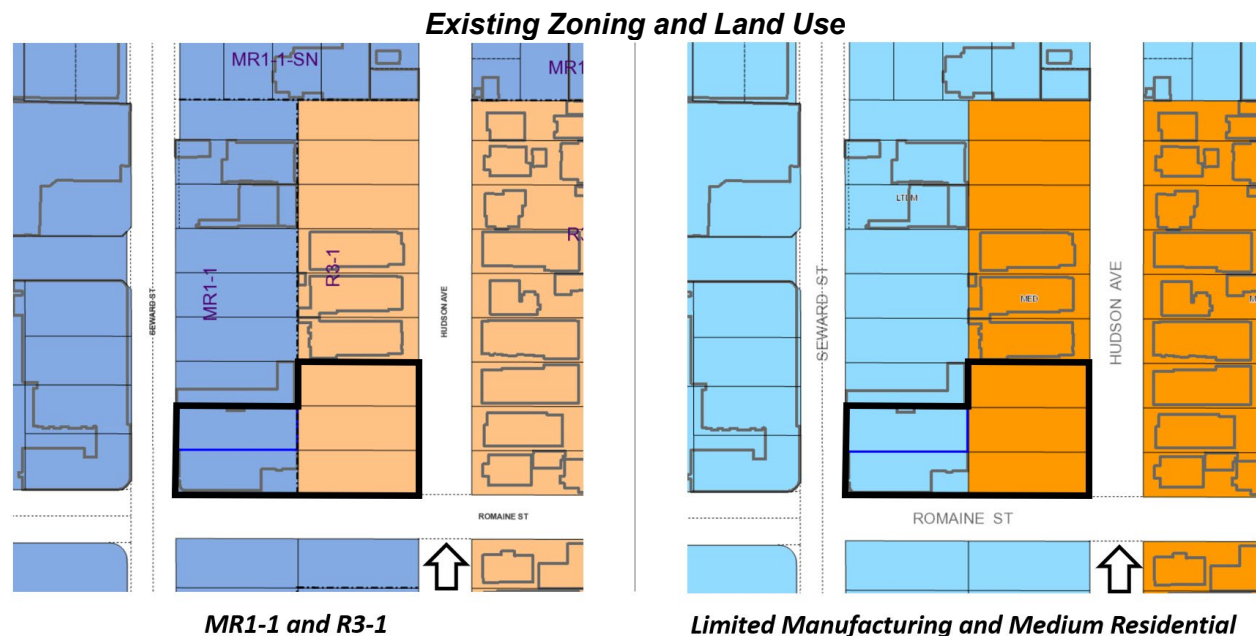 Existing Zoning and Land Use
MR1-1-SN
MR1
SEWARD ST
MR1-1
R3-1
HUDSON AVE
ROMAINE ST
LTDM
MED
SEWARD ST
HUDSON AVE
ROMAINE ST
MR1-1 and R3-1
Limited Manufacturing and Medium Residential